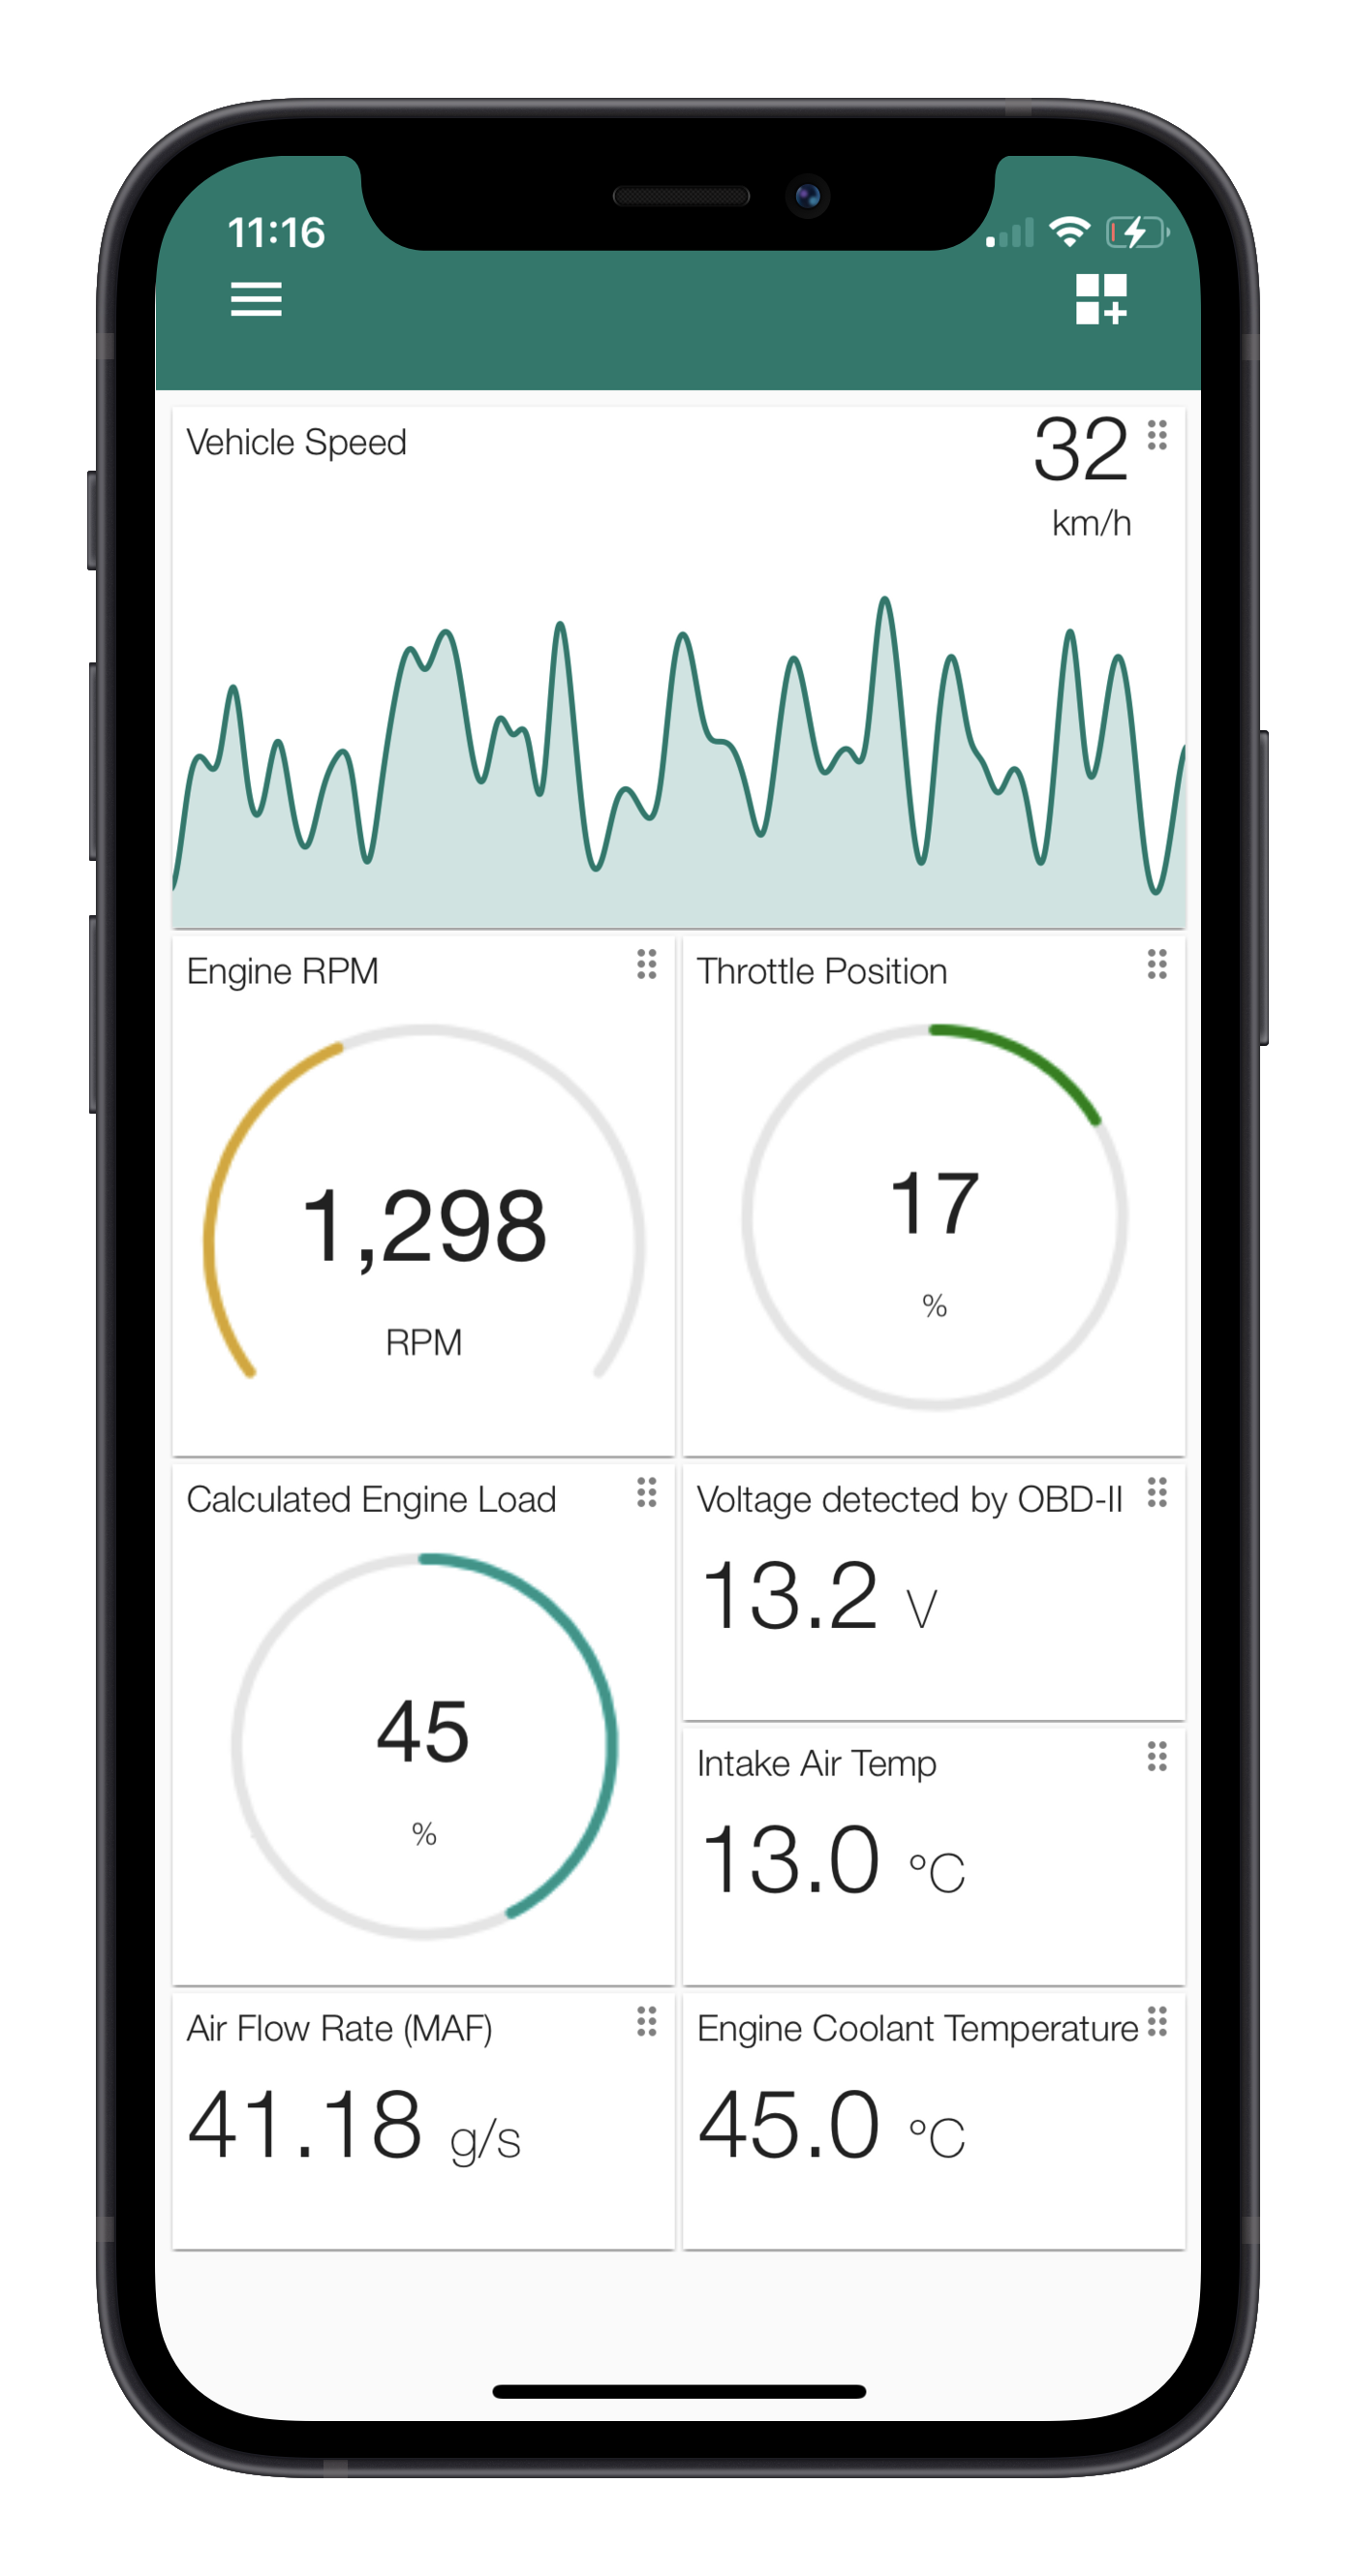 11:16
Vehicle Speed
32
km/h
Engine RPM
1,298
RPM
Throttle Position
17
%
Calculated Engine Load
45
%
Voltage detected by OBD-II
13.2 V
Intake Air Temp
13.0 °C
Air Flow Rate (MAF)
41.18 g/s
Engine Coolant Temperature
45.0 °C